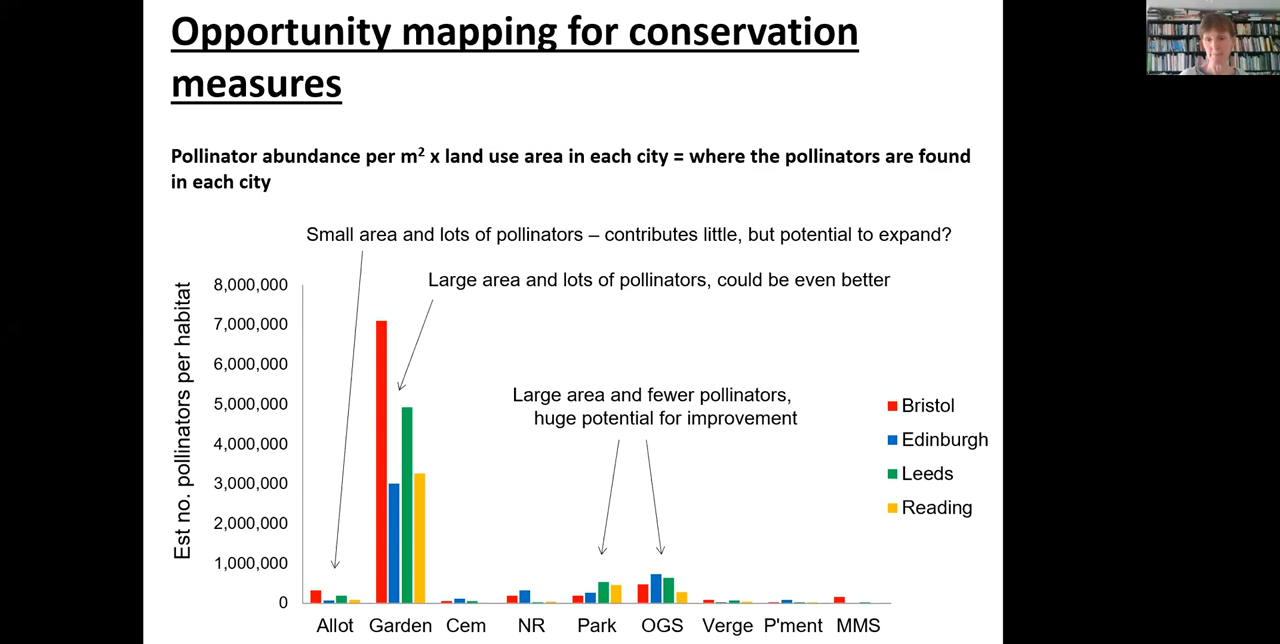 Opportunity mapping for conservation
measures
Pollinator abundance per m² x land use area in each city = where the pollinators are found
in each city
Small area and lots of pollinators – contributes little, but potential to expand?
Large area and lots of pollinators, could be even better
Large area and fewer pollinators,
huge potential for improvement
Est no. pollinators per habitat
8,000,000
7,000,000
6,000,000
5,000,000
4,000,000
3,000,000
2,000,000
1,000,000
0
Bristol
Edinburgh
Leeds
Reading
Allot Garden Cem NR Park OGS Verge P'ment MMS